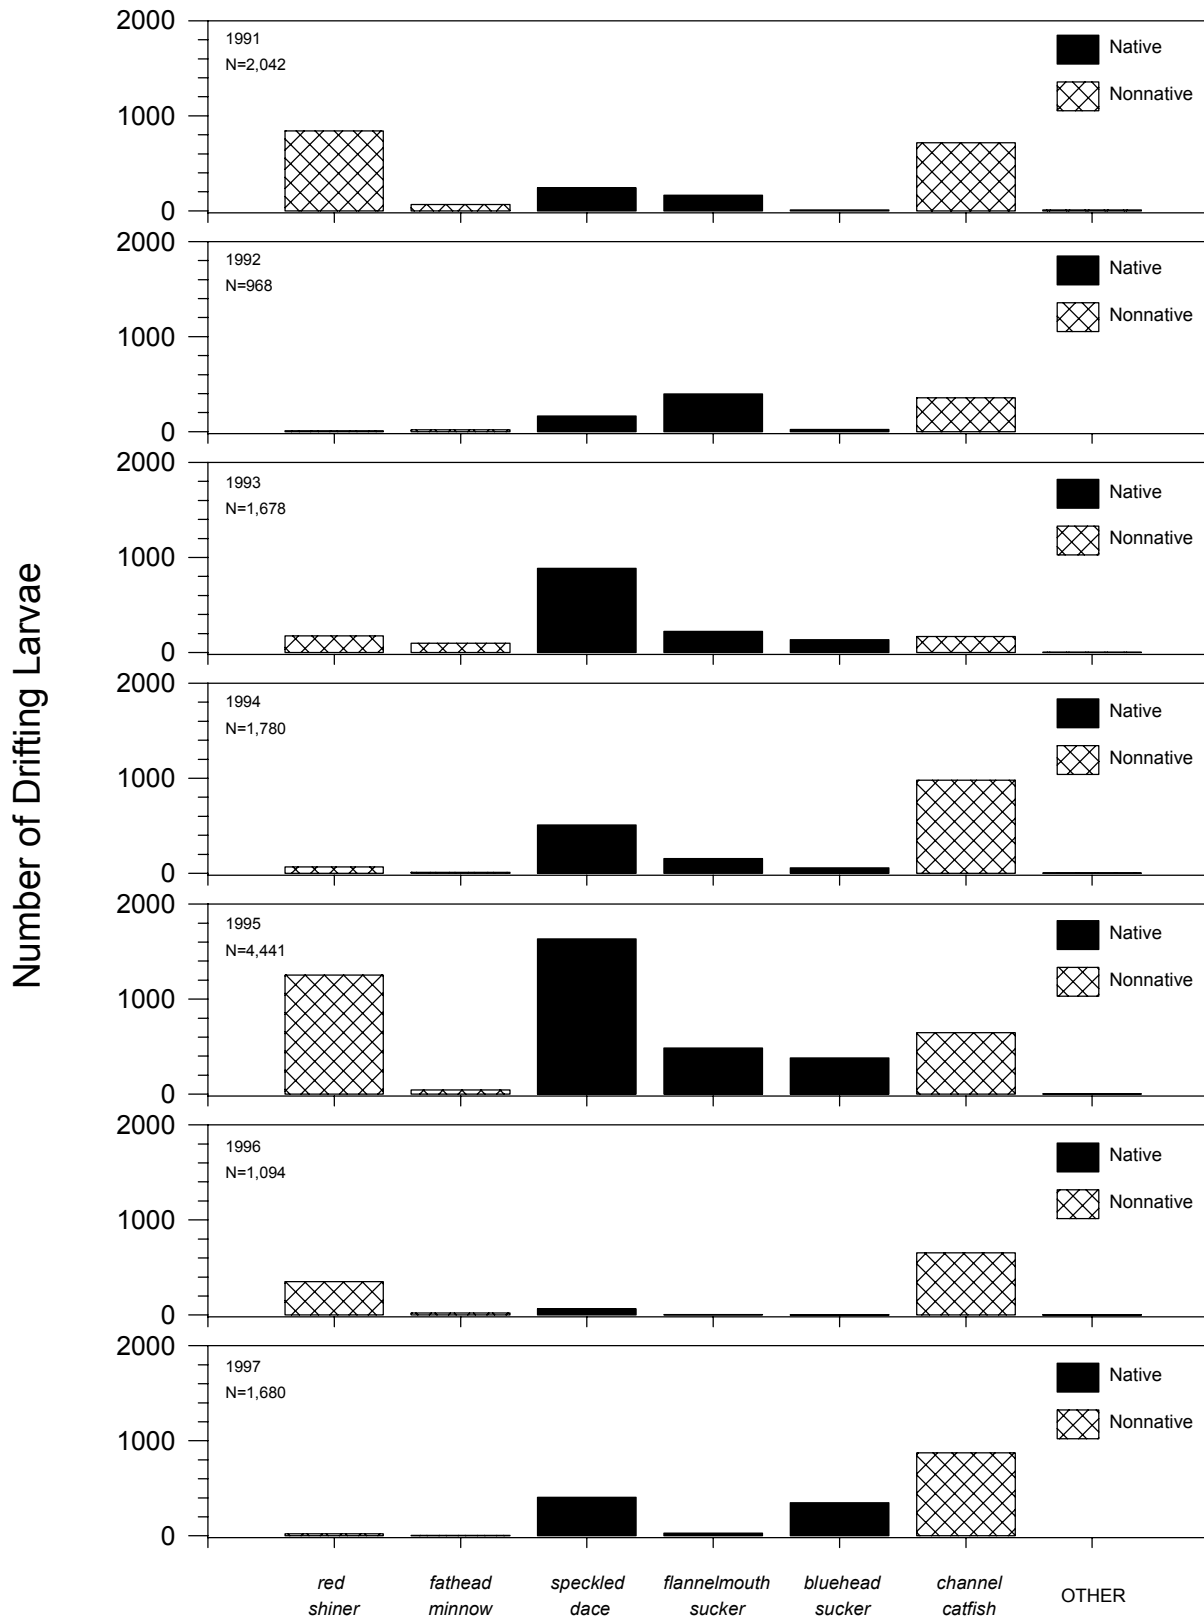 Number of Drifting Larvae
2000
1000
0
1991
N=2,042
Native
Nonnative
2000
1000
0
1992
N=968
Native
Nonnative
2000
1000
0
1993
N=1,678
Native
Nonnative
2000
1000
0
1994
N=1,780
Native
Nonnative
2000
1000
0
1995
N=4,441
Native
Nonnative
2000
1000
0
1996
N=1,094
Native
Nonnative
2000
1000
0
1997
N=1,680
Native
Nonnative
red
shiner
fathead
minnow
speckled
dace
flannelmouth
sucker
bluehead
sucker
channel
catfish
OTHER